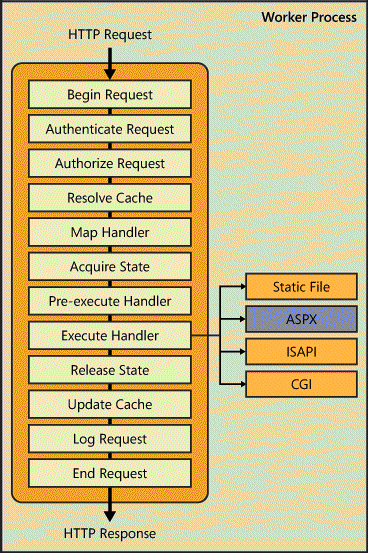 Worker Process
HTTP Request
Begin Request
Authenticate Request
Authorize Request
Resolve Cache
Map Handler
Acquire State
Pre-execute Handler
Execute Handler
Release State
Update Cache
Log Request
End Request
Static File
ASPX
ISAPI
CGI
HTTP Response